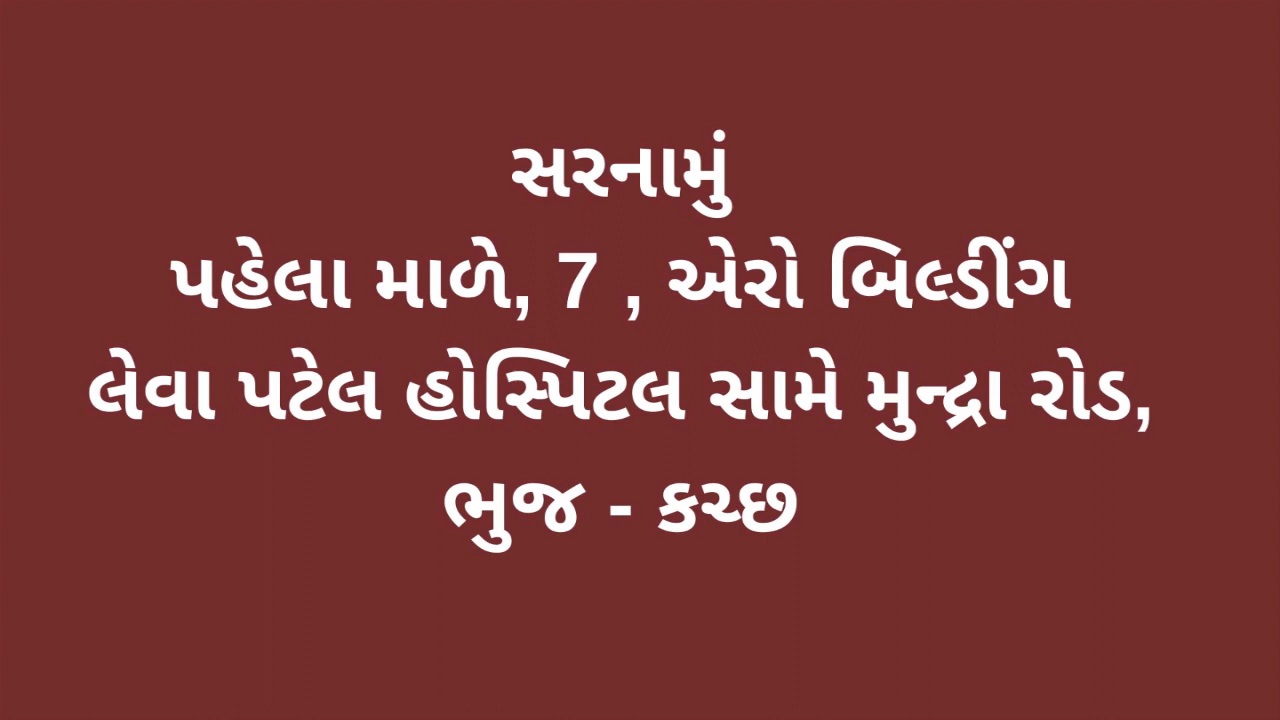 સરનામું
પહેલા માળે, 7 , એરો બિલ્ડીંગ
લેવા પટેલ હોસ્પિટલ સામે મુન્દ્રા રોડ,
ભુજ - કચ્છ